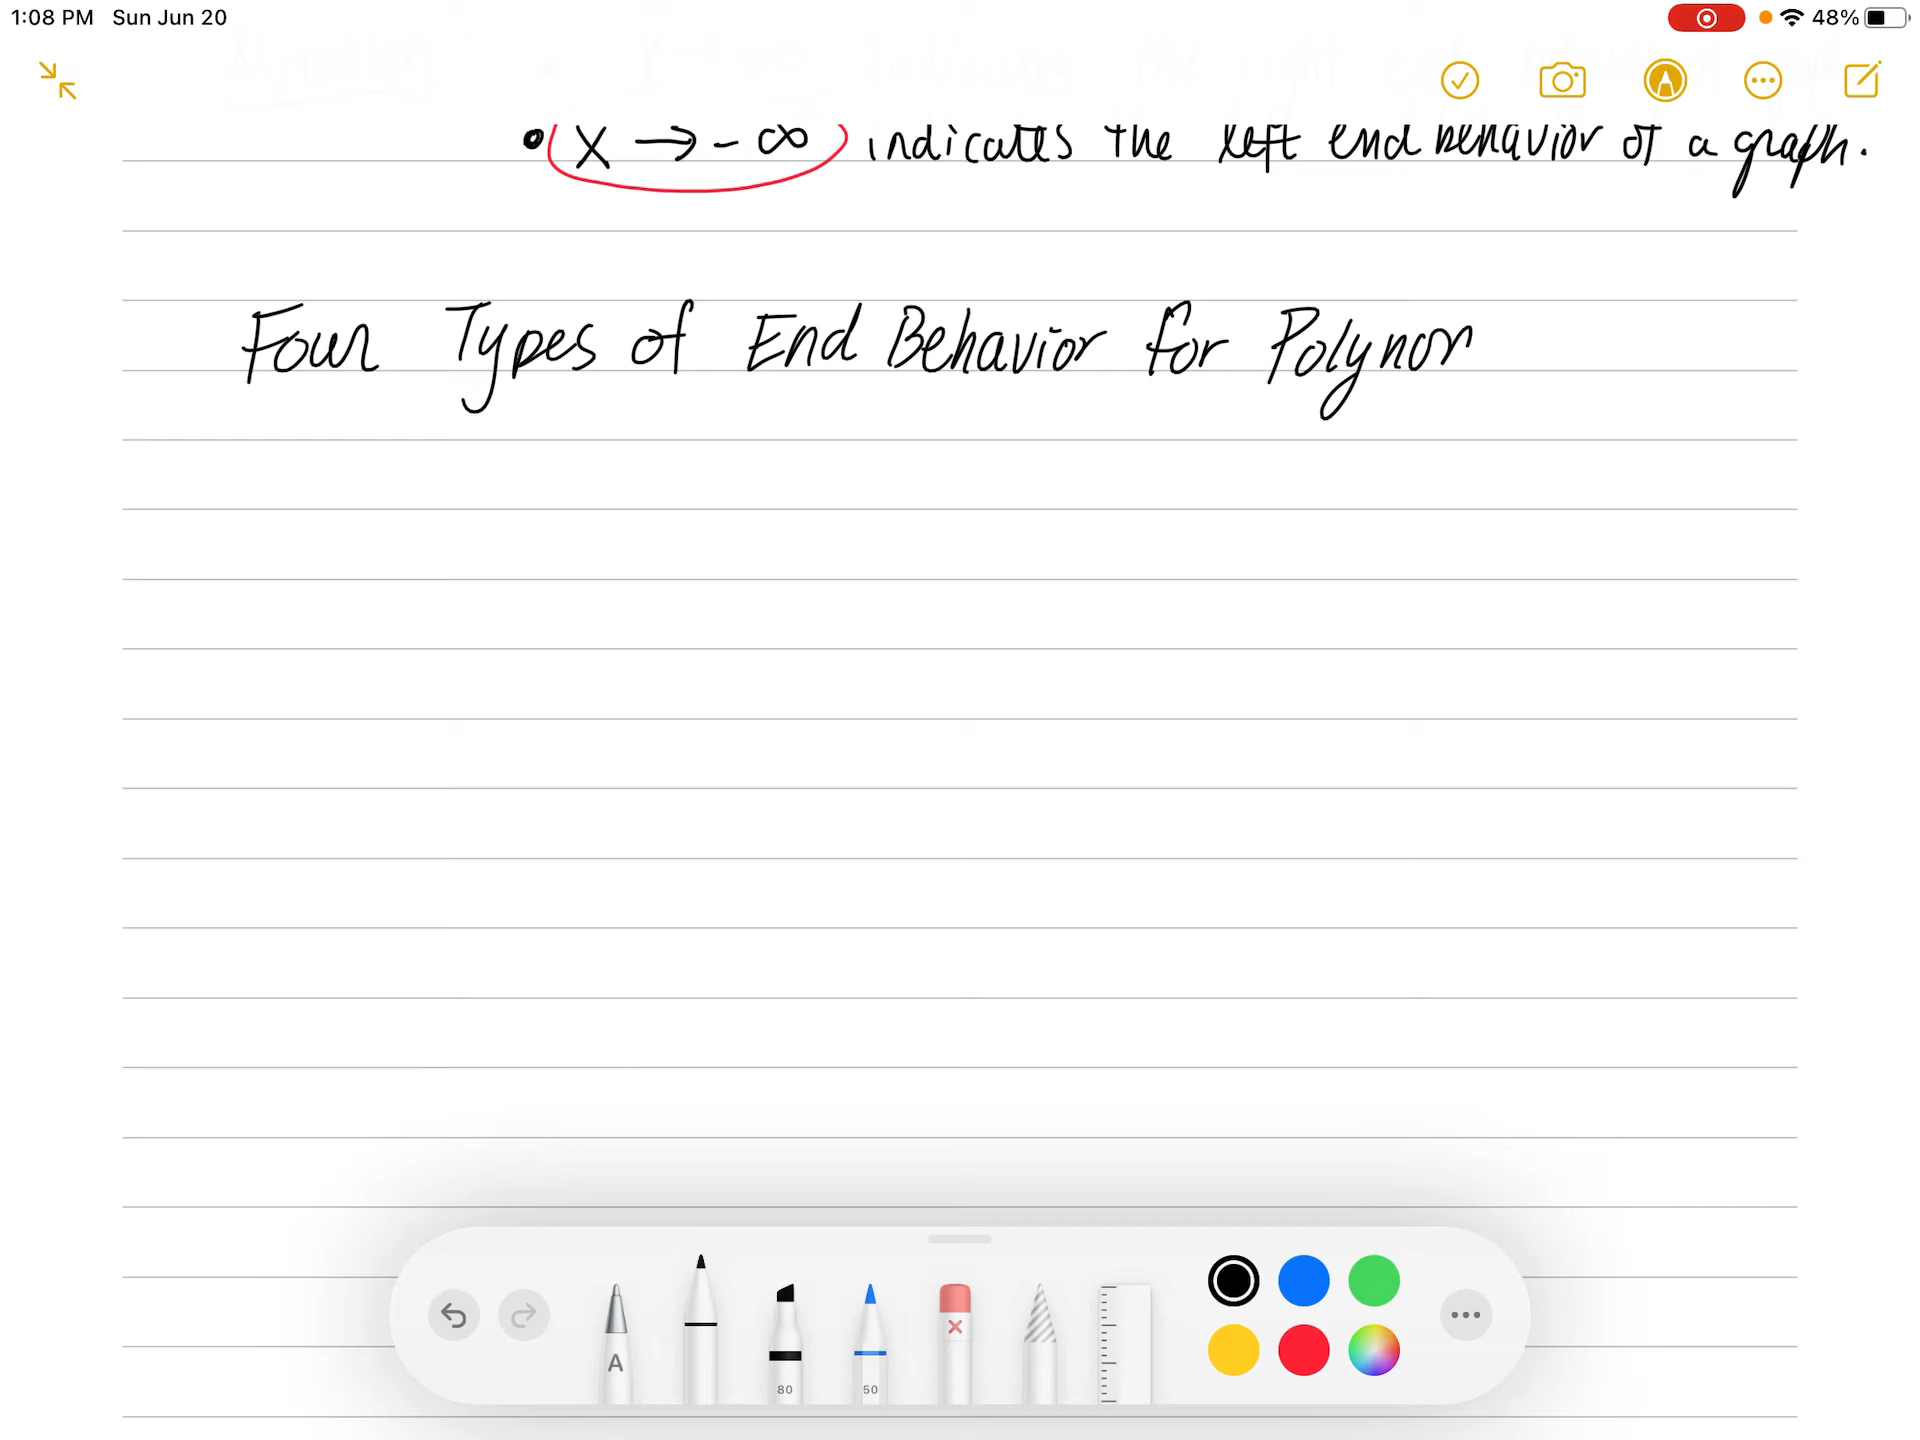 1:08 PM Sun Jun 20 48%
• X → - ∞ indicates the left end behavior of a graph.
Four Types of End Behavior for Polynom
A 80 50